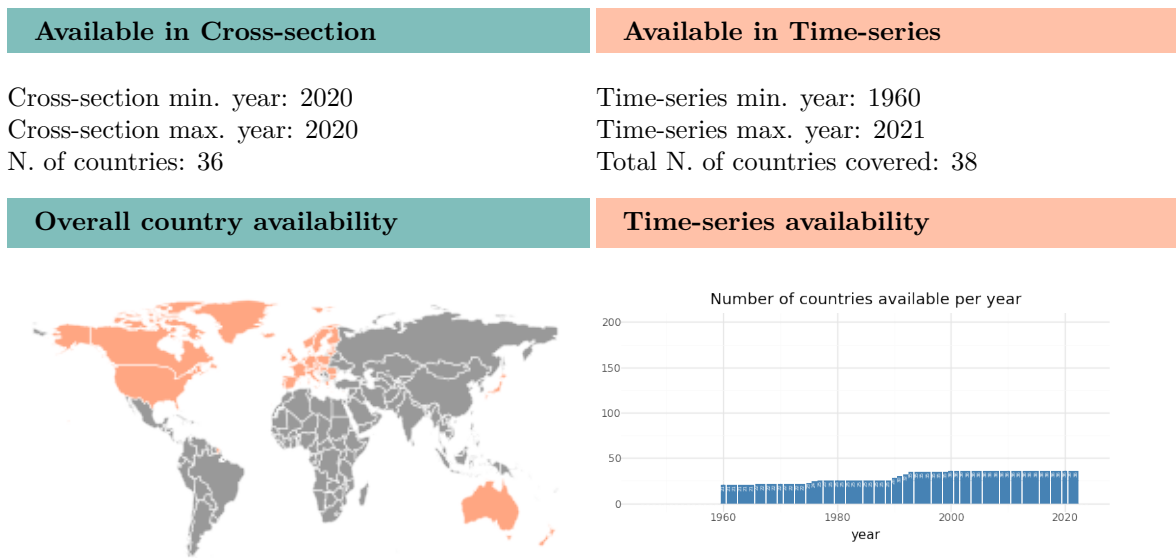 Available in Cross-section
Available in Time-series
Cross-section min. year: 2020
Cross-section max. year: 2020
N. of countries: 36
Time-series min. year: 1960
Time-series max. year: 2021
Total N. of countries covered: 38
Overall country availability
Time-series availability
Number of countries available per year
200
150
100
50
0
1960 1980 2000 2020
year